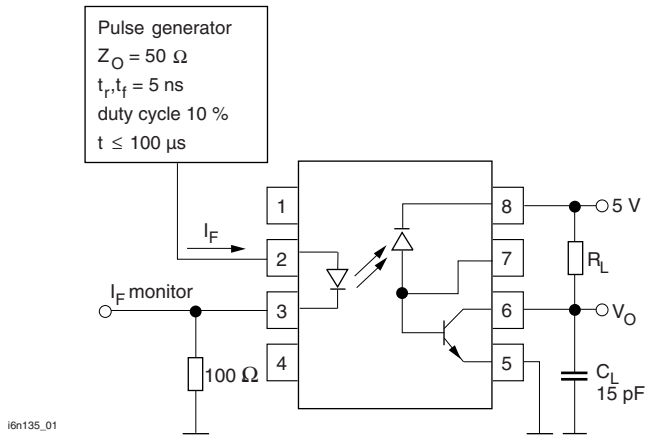 Pulse generator
Z_O = 50 Ω
t_r,t_f = 5 ns
duty cycle 10 %
t ≤ 100 µs
1
8
5 V
I_F
2
7
R_L
I_F monitor
3
6
V_O
4
5
100 Ω
C_L
15 pF
i6n135_01